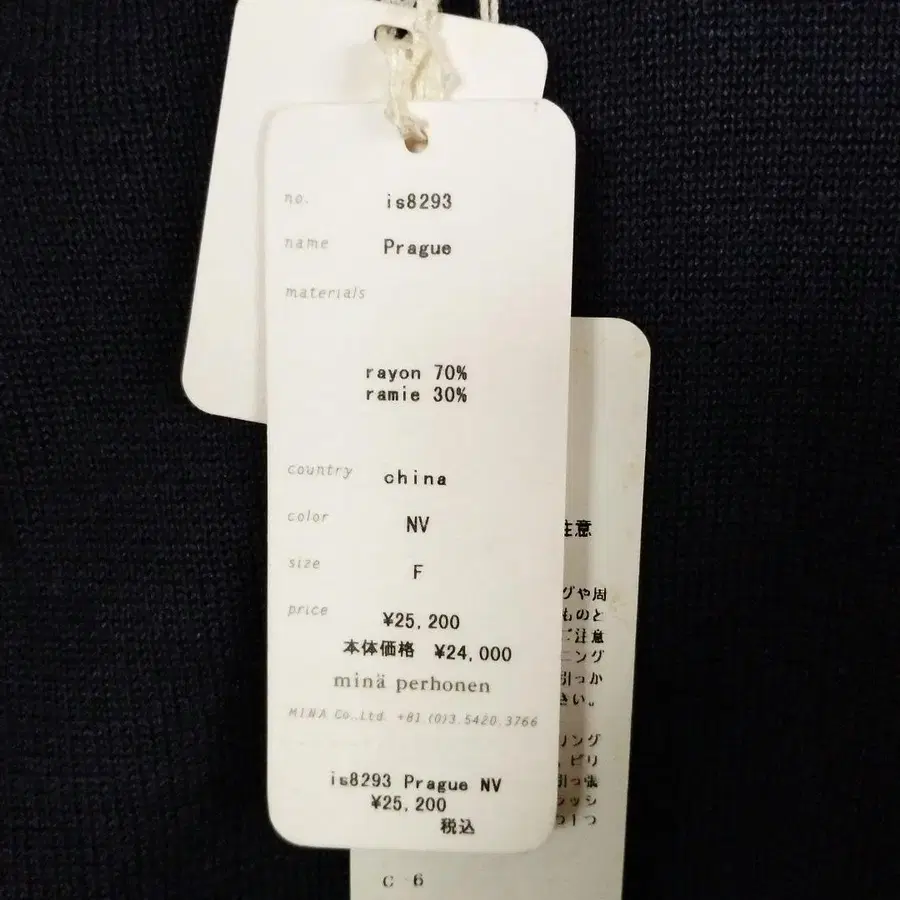 no. is8293
name Prague
materials
rayon 70%
ramie 30%
country china
color NV
size F
price ¥25,200
本体価格 ¥24,000
minä perhonen
MINA Co.,Ltd. +81 (0)3.5420.3766
is8293 Prague NV
¥25,200
税込
注意
グや周
ものと
ご注意
ニング
引っか
さい。
リング
、ピリ
引っ張
シッシ
つ
C 6